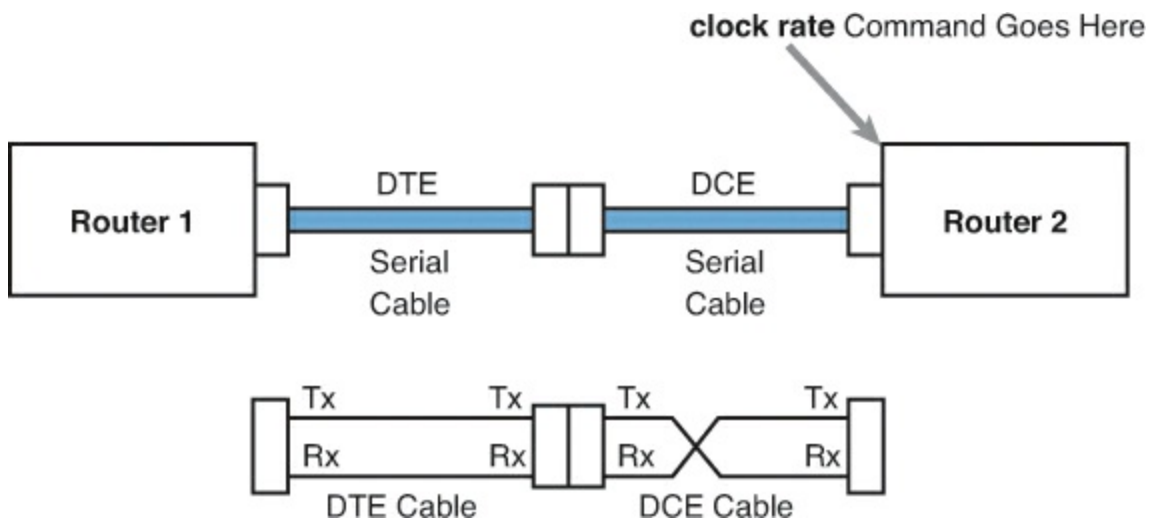 clock rate Command Goes Here
DTE
DCE
Router 1
Router 2
Serial
Cable
Serial
Cable
Tx
Tx
Tx
Tx
Rx
Rx
Rx
Rx
DTE Cable
DCE Cable